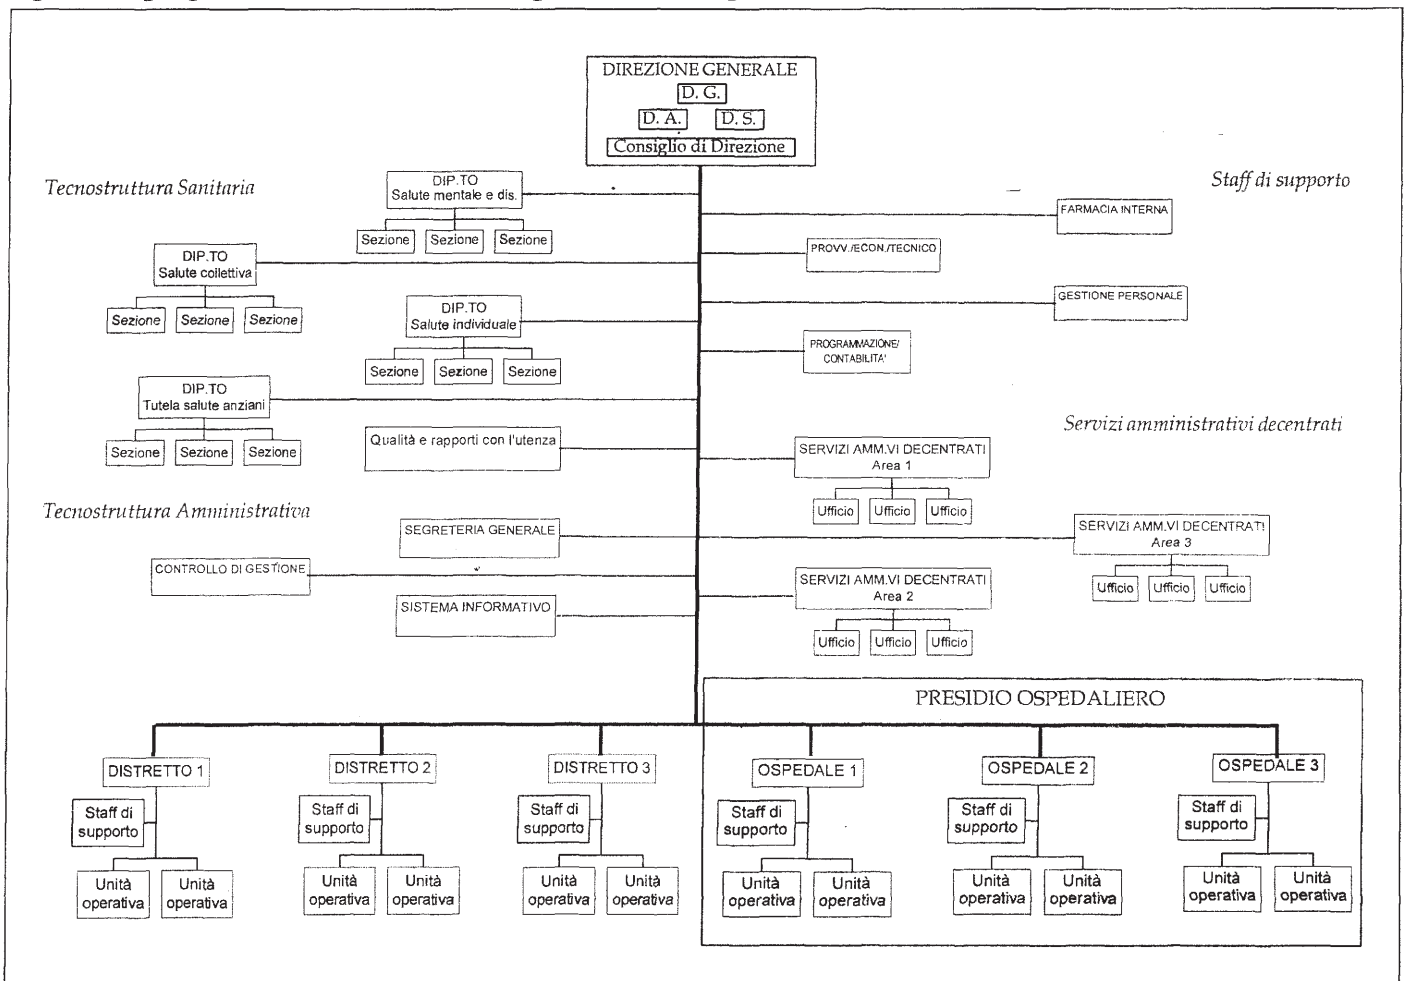 DIREZIONE GENERALE
D. G.
D. A. D. S.
Consiglio di Direzione
Tecnostruttura Sanitaria
Staff di supporto
DIP.TO
Salute mentale e dis.
Sezione Sezione Sezione
FARMACIA INTERNA
PROVV./ECON./TECNICO
DIP.TO
Salute collettiva
Sezione Sezione Sezione
GESTIONE PERSONALE
DIP.TO
Salute individuale
Sezione Sezione Sezione
PROGRAMMAZIONE/
CONTABILITA'
DIP.TO
Tutela salute anziani
Sezione Sezione Sezione
Qualità e rapporti con l'utenza
Servizi amministrativi decentrati
SERVIZI AMM.VI DECENTRATI
Area 1
Ufficio Ufficio Ufficio
Tecnostruttura Amministrativa
SEGRETERIA GENERALE
SERVIZI AMM.VI DECENTRATI
Area 3
Ufficio Ufficio Ufficio
CONTROLLO DI GESTIONE
SERVIZI AMM.VI DECENTRATI
Area 2
Ufficio Ufficio Ufficio
SISTEMA INFORMATIVO
PRESIDIO OSPEDALIERO
DISTRETTO 1 DISTRETTO 2 DISTRETTO 3 OSPEDALE 1 OSPEDALE 2 OSPEDALE 3
Staff di Staff di Staff di Staff di Staff di Staff di
supporto supporto supporto supporto supporto supporto
Unità Unità Unità Unità Unità Unità Unità Unità Unità Unità Unità Unità
operativa operativa operativa operativa operativa operativa operativa operativa operativa operativa operativa operativa